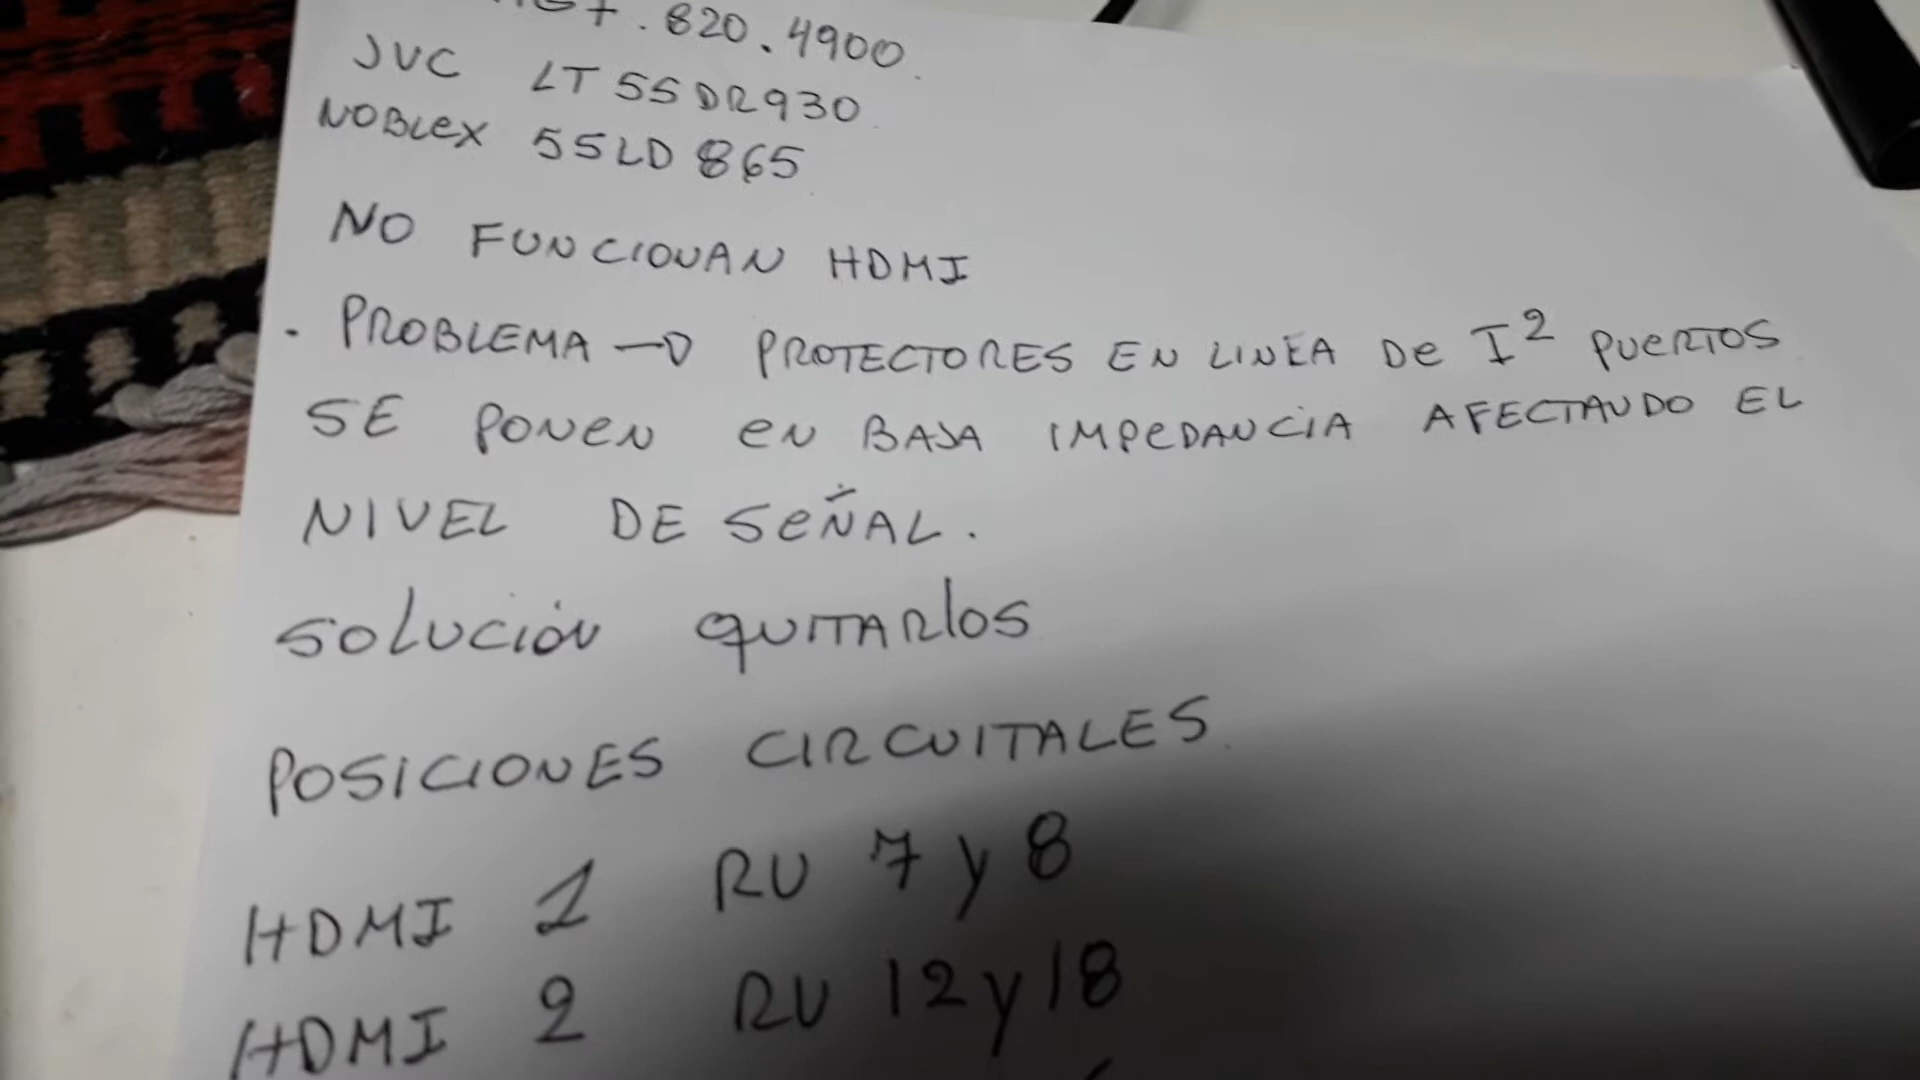 .820.4900
JVC LT55DR930
NOBLEX 55LD865
NO FUNCIONAN HDMI
. PROBLEMA → PROTECTORES EN LINEA DE I² PUERTOS
SE PONEN EN BAJA IMPEDANCIA AFECTANDO EL
NIVEL DE SEÑAL.
SOLUCIÓN QUITARLOS
POSICIONES CIRCUITALES
HDMI 1 RV 7 y 8
HDMI 2 RV 12 y 18